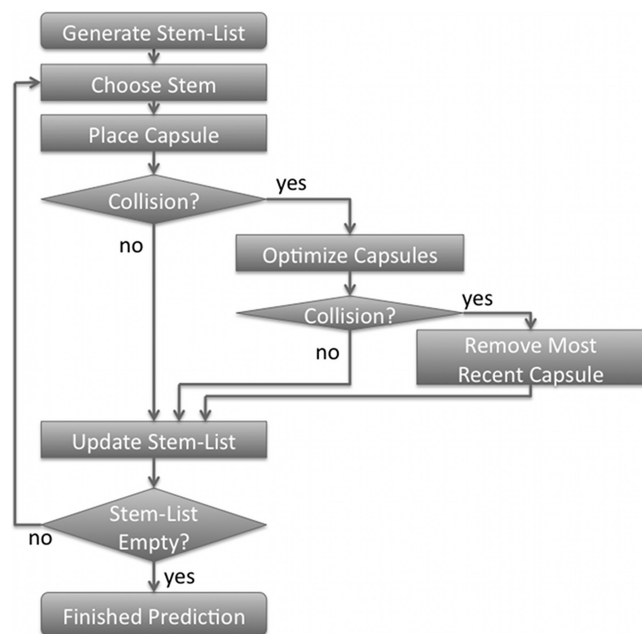 Generate Stem-List
Choose Stem
Place Capsule
Collision?
yes
no
Optimize Capsules
Collision?
yes
no
Remove Most
Recent Capsule
Update Stem-List
Stem-List
Empty?
no
yes
Finished Prediction